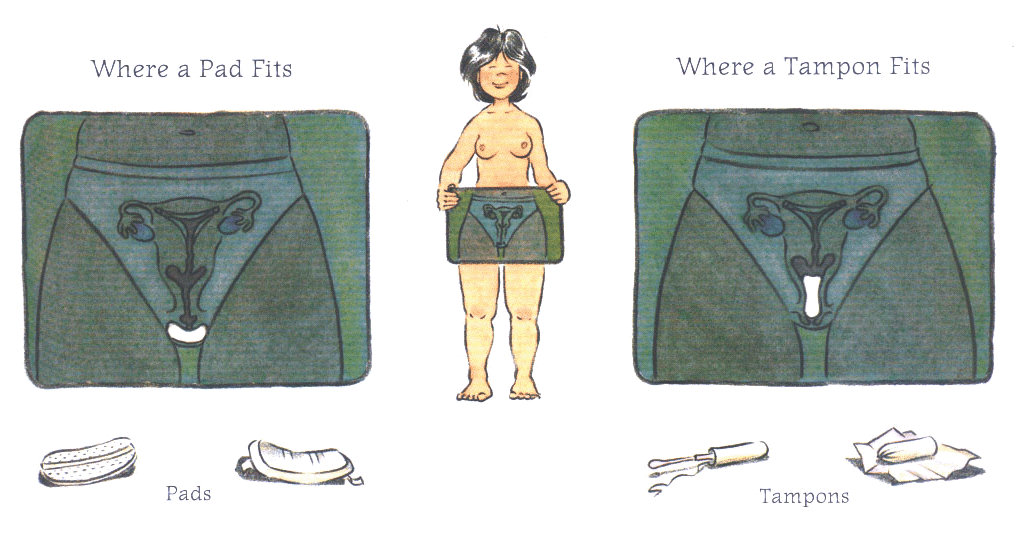 Where a Pad Fits
Where a Tampon Fits
Pads
Tampons